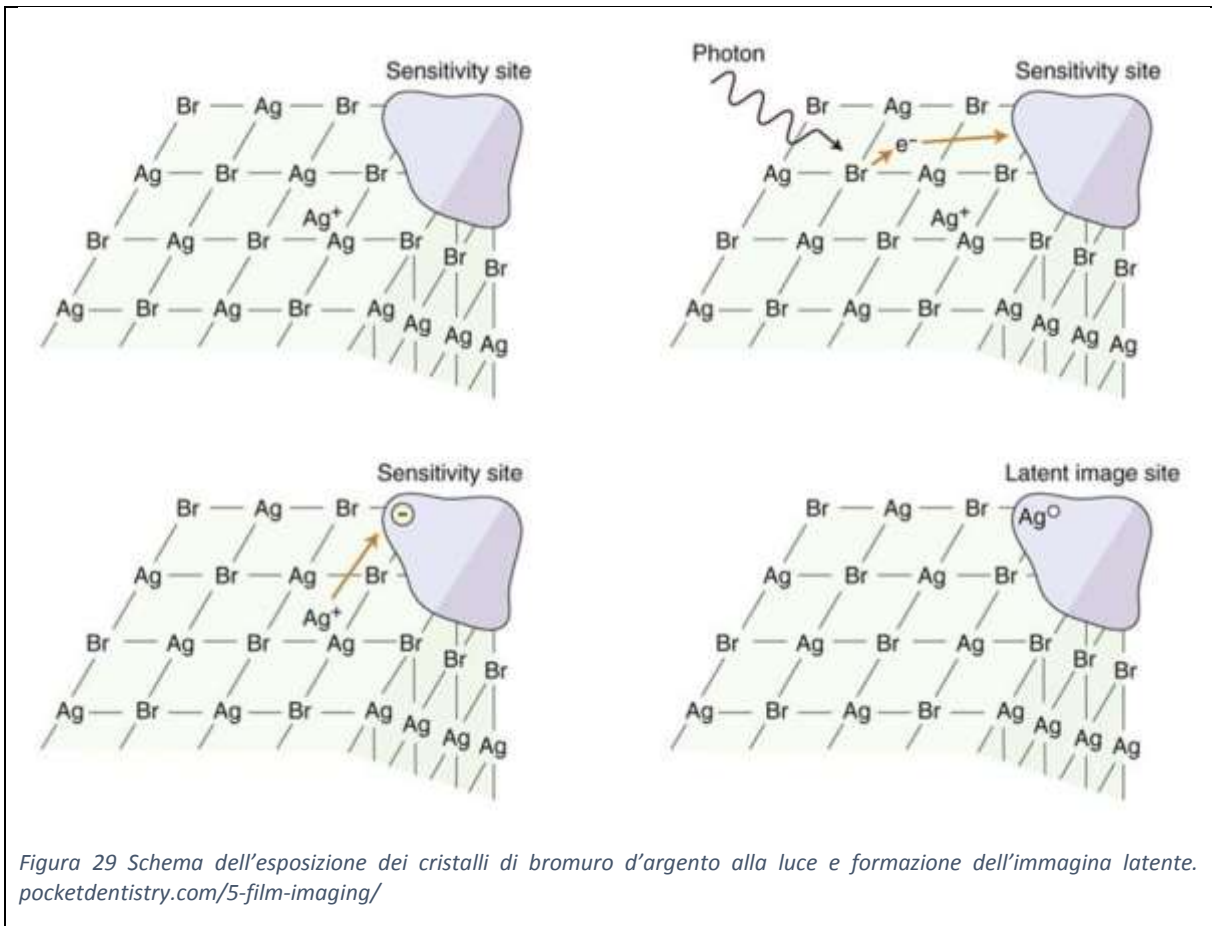 Sensitivity site
Br Ag Br
Ag Br Ag Br
Ag⁺
Br Ag Br Ag Br
Br
Br
Ag Br Ag Br Ag
Ag
Ag
Ag
Photon
Sensitivity site
Br Ag Br
e⁻
Ag Br Ag Br
Ag⁺
Br Ag Br Ag Br
Br
Br
Ag Br Ag Br Ag
Ag
Ag
Ag
Sensitivity site
Br Ag Br
−
Ag Br Ag Br
Ag⁺
Br Ag Br Ag Br
Br
Br
Ag Br Ag Br Ag
Ag
Ag
Ag
Latent image site
Br Ag Br Ag⁰
Ag Br Ag Br
Br Ag Br Ag Br
Br
Br
Ag Br Ag Br Ag
Ag
Ag
Ag
Figura 29 Schema dell’esposizione dei cristalli di bromuro d’argento alla luce e formazione dell’immagina latente.
pocketdentistry.com/5-film-imaging/